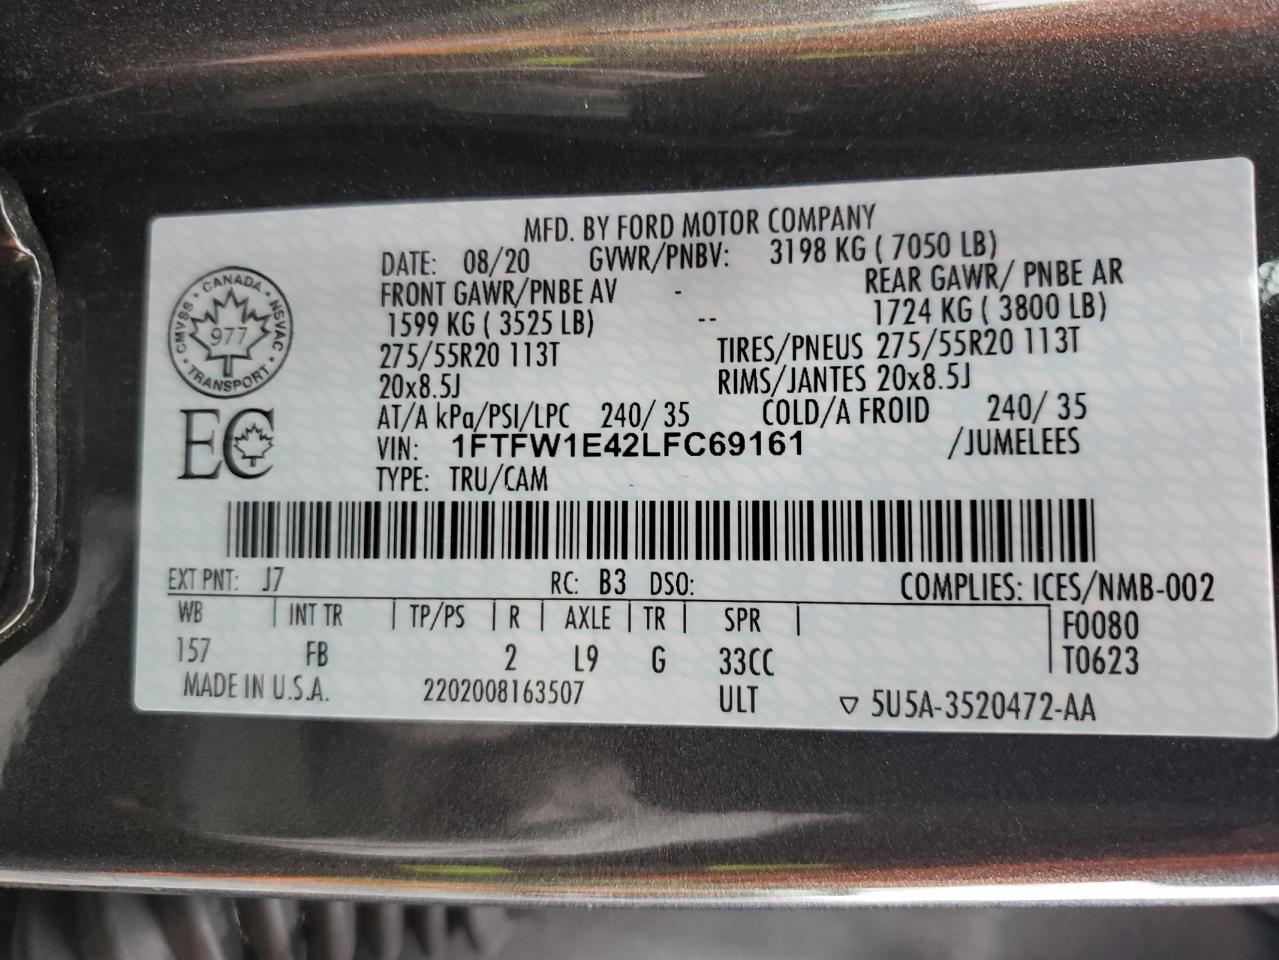 MFD. BY FORD MOTOR COMPANY
DATE: 08/20 GVWR/PNBV: 3198 KG ( 7050 LB)
FRONT GAWR/PNBE AV - REAR GAWR/ PNBE AR
1599 KG ( 3525 LB) -- 1724 KG ( 3800 LB)
275/55R20 113T TIRES/PNEUS 275/55R20 113T
20x8.5J RIMS/JANTES 20x8.5J
AT/A kPa/PSI/LPC 240/ 35 COLD/A FROID 240/ 35
VIN: 1FTFW1E42LFC69161 /JUMELEES
TYPE: TRU/CAM
CANADA
CMVSS • NSVAC
977
TRANSPORT
EC
EXT PNT: J7 RC: B3 DSO: COMPLIES: ICES/NMB-002
WB | INT TR | TP/PS | R | AXLE | TR | SPR | F0080
157 FB 2 L9 G 33CC T0623
MADE IN U.S.A. 2202008163507 ULT ▽ 5U5A-3520472-AA